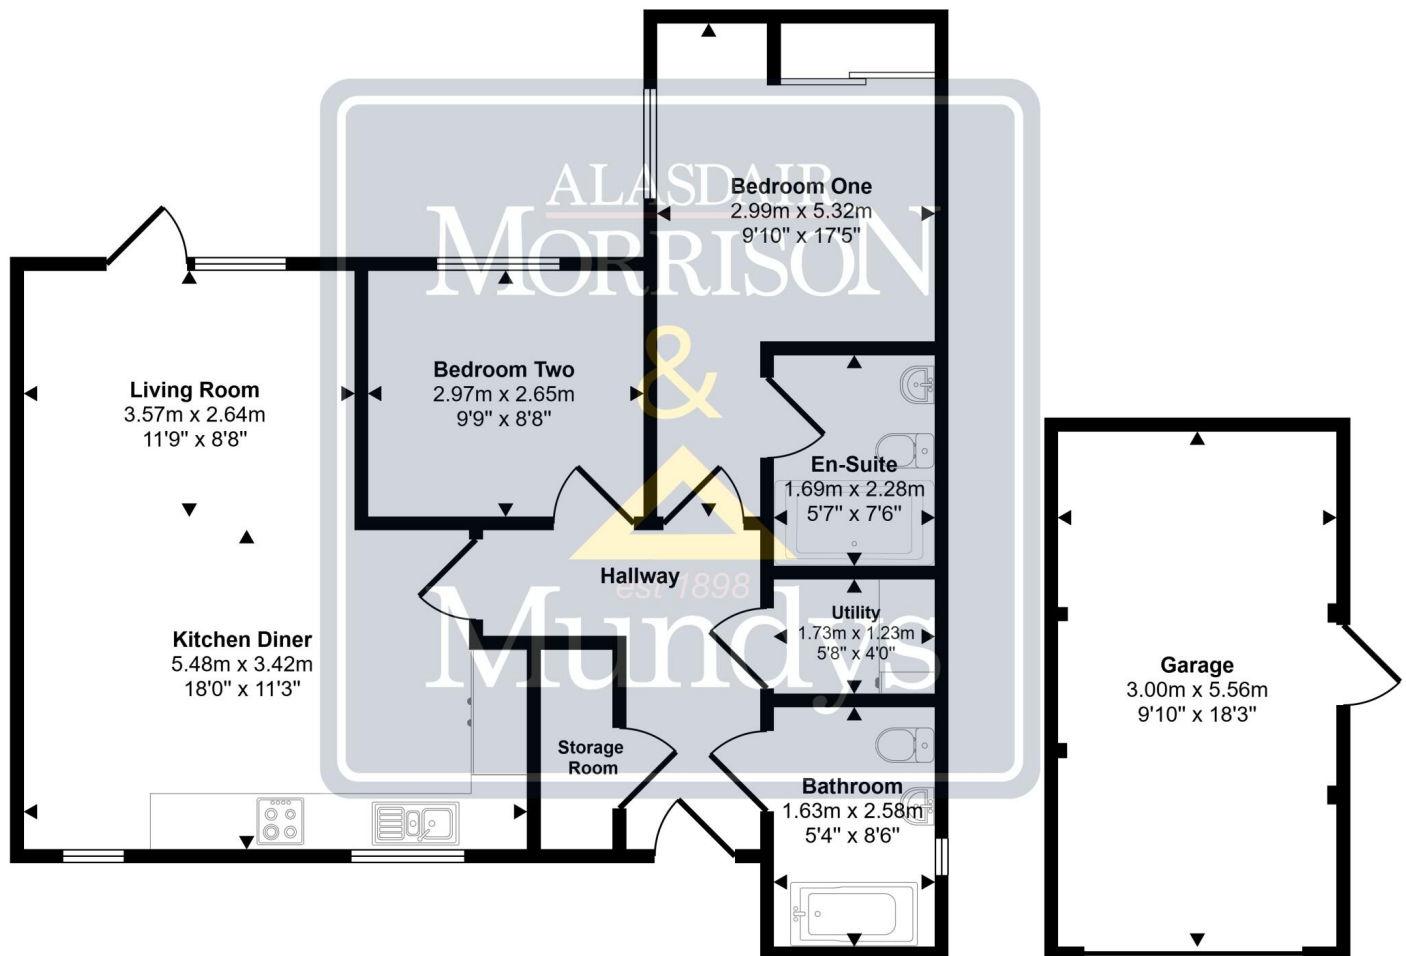 ALASDAIR
MORRISON
&
est 1898
Mundys
Bedroom One
2.99m x 5.32m
9'10" x 17'5"
Living Room
3.57m x 2.64m
11'9" x 8'8"
Bedroom Two
2.97m x 2.65m
9'9" x 8'8"
En-Suite
1.69m x 2.28m
5'7" x 7'6"
Hallway
Utility
1.73m x 1.23m
5'8" x 4'0"
Kitchen Diner
5.48m x 3.42m
18'0" x 11'3"
Storage
Room
Bathroom
1.63m x 2.58m
5'4" x 8'6"
Garage
3.00m x 5.56m
9'10" x 18'3"